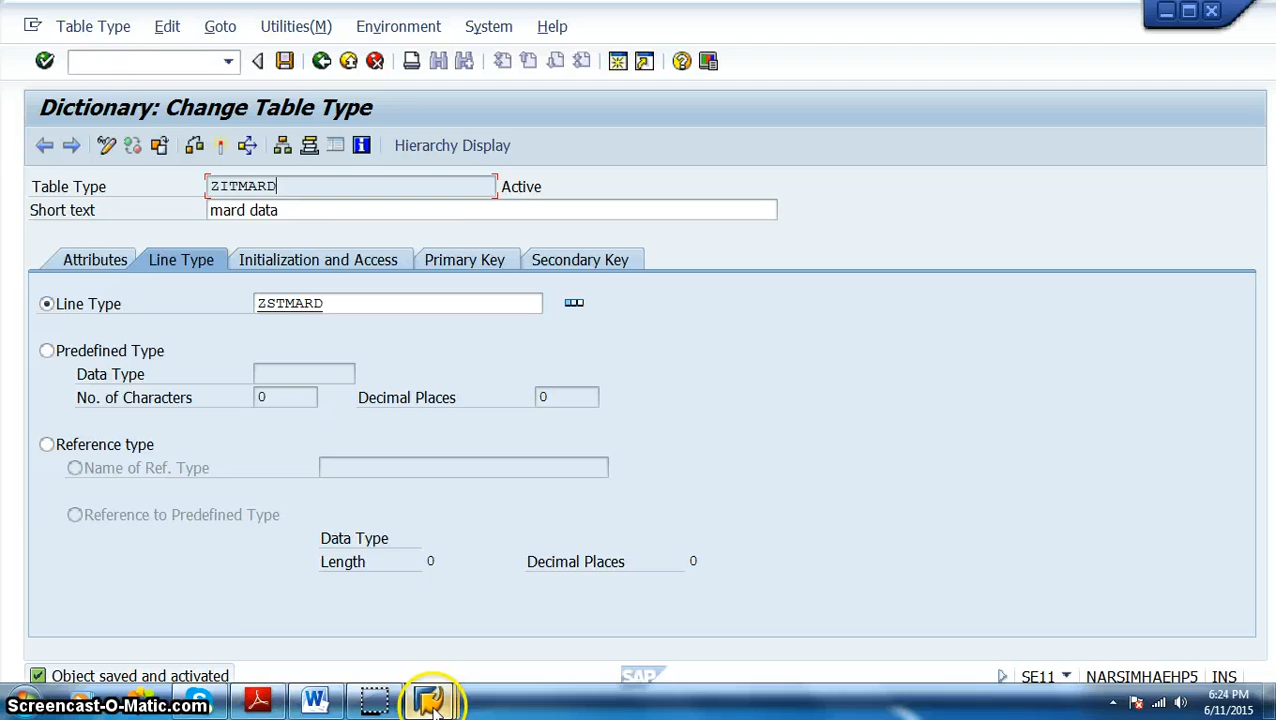 Table Type Edit Goto Utilities(M) Environment System Help
Dictionary: Change Table Type
Hierarchy Display
Table Type ZITMARD Active
Short text mard data
Attributes Line Type Initialization and Access Primary Key Secondary Key
Line Type ZSTMARD
Predefined Type
Data Type
No. of Characters 0 Decimal Places 0
Reference type
Name of Ref. Type
Reference to Predefined Type
Data Type
Length 0 Decimal Places 0
Object saved and activated SAP SE11 NARSIMHAEHP5 INS
Screencast-O-Matic.com
6:24 PM
6/11/2015